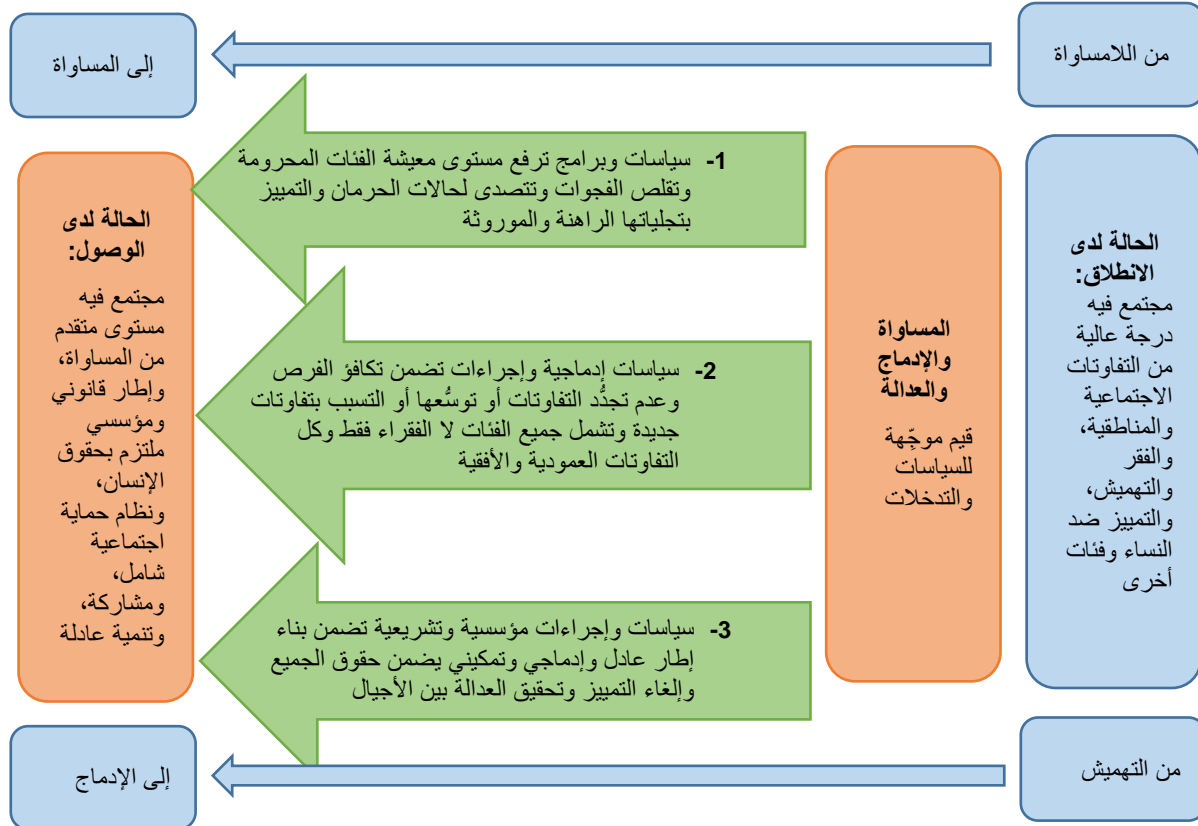 من اللامساواة
إلى المساواة
الحالة لدى
الانطلاق:
مجتمع فيه
درجة عالية
من التفاوتات
الاجتماعية
والمناطقية،
والفقر
والتهميش،
والتمييز ضد
النساء وفئات
أخرى
المساواة
والإدماج
والعدالة
قيم موجّهة
للسياسات
والتدخلات
1- سياسات وبرامج ترفع مستوى معيشة الفئات المحرومة
وتقلص الفجوات وتتصدى لحالات الحرمان والتمييز
بتجلياتها الراهنة والموروثة
2- سياسات إدماجية وإجراءات تضمن تكافؤ الفرص
وعدم تجدُّد التفاوتات أو توسُّعها أو التسبب بتفاوتات
جديدة وتشمل جميع الفئات لا الفقراء فقط وكل
التفاوتات العمودية والأفقية
3- سياسات وإجراءات مؤسسية وتشريعية تضمن بناء
إطار عادل وإدماجي وتمكيني يضمن حقوق الجميع
وإلغاء التمييز وتحقيق العدالة بين الأجيال
الحالة لدى
الوصول:
مجتمع فيه
مستوى متقدم
من المساواة،
وإطار قانوني
ومؤسسي
ملتزم بحقوق
الإنسان،
ونظام حماية
اجتماعية
شامل،
ومشاركة،
وتنمية عادلة
من التهميش
إلى الإدماج